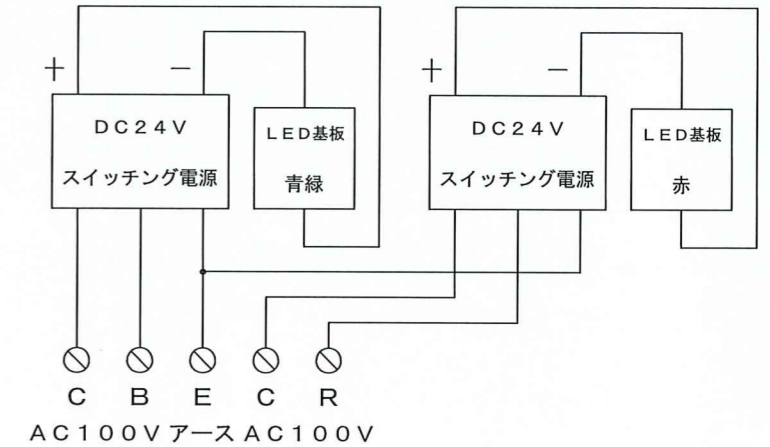 ＋ － ＋ －
ＤＣ２４Ｖ
スイッチング電源
ＬＥＤ基板
青緑
ＤＣ２４Ｖ
スイッチング電源
ＬＥＤ基板
赤
Ｃ Ｂ Ｅ Ｃ Ｒ
ＡＣ１００Ｖ アース ＡＣ１００Ｖ